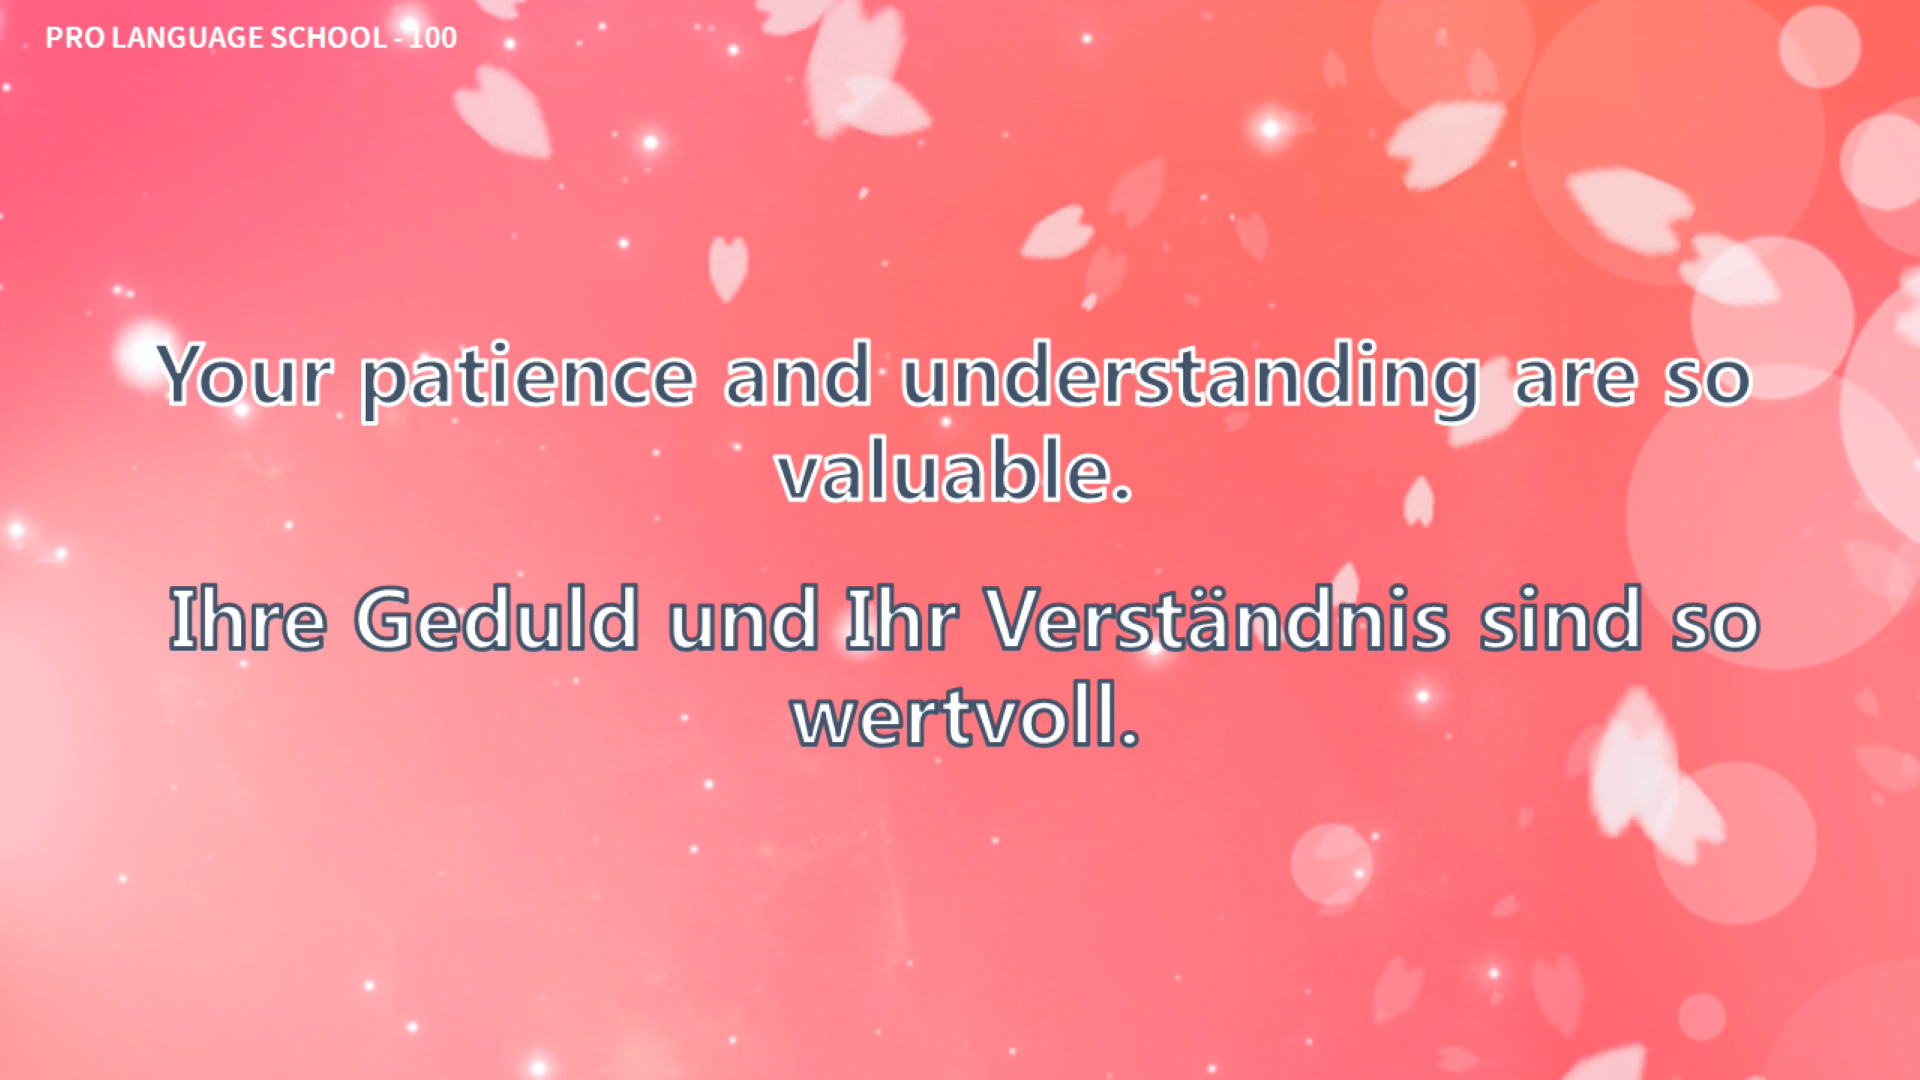 PRO LANGUAGE SCHOOL - 100
Your patience and understanding are so
valuable.
Ihre Geduld und Ihr Verständnis sind so
wertvoll.